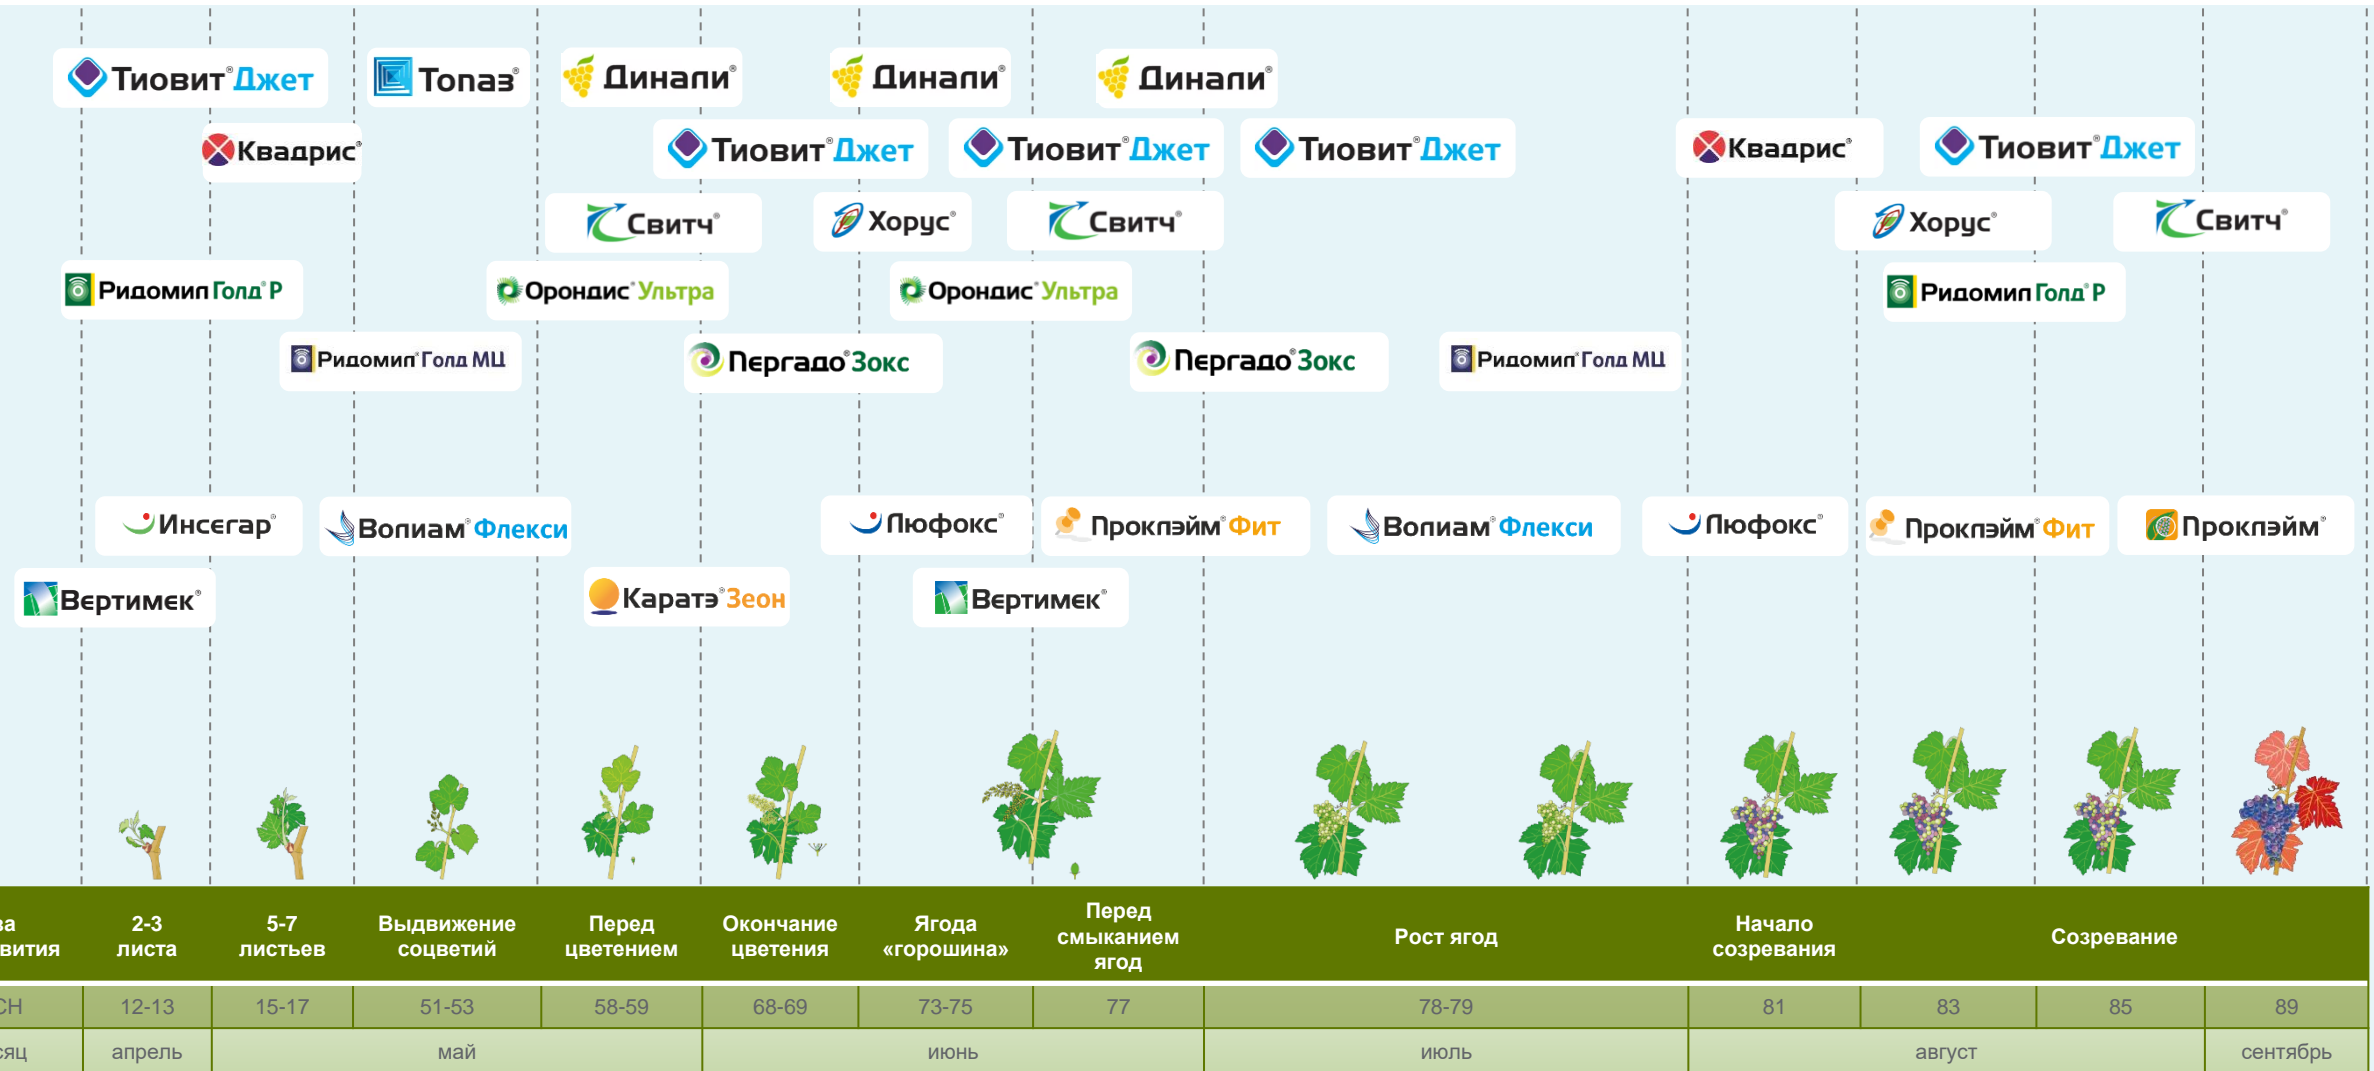 Тиовит® Джет
Топаз®
Динали®
Динали®
Динали®
Квадрис®
Тиовит® Джет
Тиовит® Джет
Тиовит® Джет
Квадрис®
Тиовит® Джет
Свитч®
Хорус®
Свитч®
Хорус®
Свитч®
Ридомил Голд® Р
Орондис® Ультра
Орондис® Ультра
Ридомил Голд® Р
Ридомил® Голд МЦ
Пергадо® Зокс
Пергадо® Зокс
Ридомил® Голд МЦ
Инсегар®
Волиам® Флекси
Люфокс®
Проклэйм® Фит
Волиам® Флекси
Люфокс®
Проклэйм® Фит
Проклэйм®
Вертимек®
Каратэ® Зеон
Вертимек®
за
вития
2-3
листа
5-7
листьев
Выдвижение
соцветий
Перед
цветением
Окончание
цветения
Ягода
«горошина»
Перед
смыканием
ягод
Рост ягод
Начало
созревания
Созревание
CH 12-13 15-17 51-53 58-59 68-69 73-75 77 78-79 81 83 85 89
сяц апрель май июнь июль август сентябрь